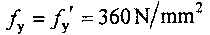 f_y = f_y' = 360 N/mm²